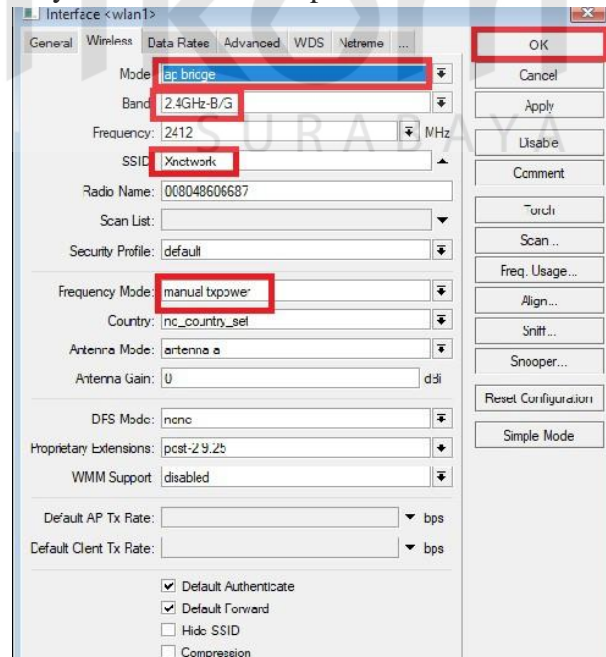 Interface <wlan1>
General Wireless Data Rates Advanced WDS Nstreme ...
OK
Mode: ap bridge
Cancel
Band: 2.4GHz-B/G
Apply
Frequency: 2412 MHz
Disable
SSID: Xnetwork
Comment
Radio Name: 008048606687
Torch
Scan List:
Scan ..
Security Profile: default
Freq. Usage...
Frequency Mode: manual txpower
Align...
Country: no_country_set
Sniff...
Antenna Mode: antenna a
Snooper...
Antenna Gain: 0 dBi
Reset Configuration
DFS Mode: none
Simple Mode
Proprietary Extensions: post-2.9.25
WMM Support: disabled
Default AP Tx Rate: bps
Default Client Tx Rate: bps
Default Authenticate
Default Forward
Hide SSID
Compression
SURABAYA